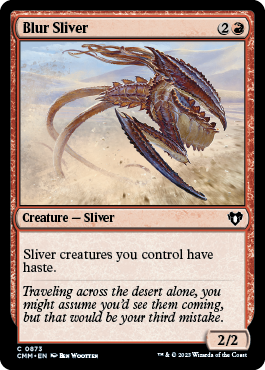 Blur Sliver 2
Creature — Sliver
Sliver creatures you control have
haste.
Traveling across the desert alone, you
might assume you'd see them coming,
but that would be your third mistake.
2/2
C 0873
CMM • EN Ben Wootten
™ & © 2023 Wizards of the Coast